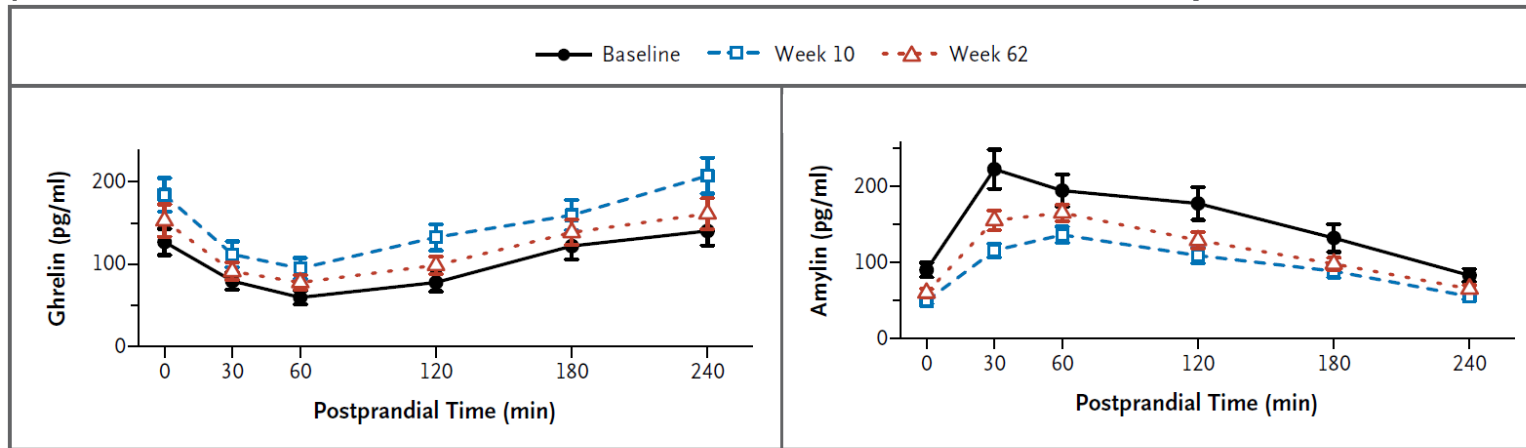 Baseline Week 10 Week 62
Ghrelin (pg/ml)
200
100
0
0 30 60 120 180 240
Postprandial Time (min)
Amylin (pg/ml)
200
100
0
0 30 60 120 180 240
Postprandial Time (min)